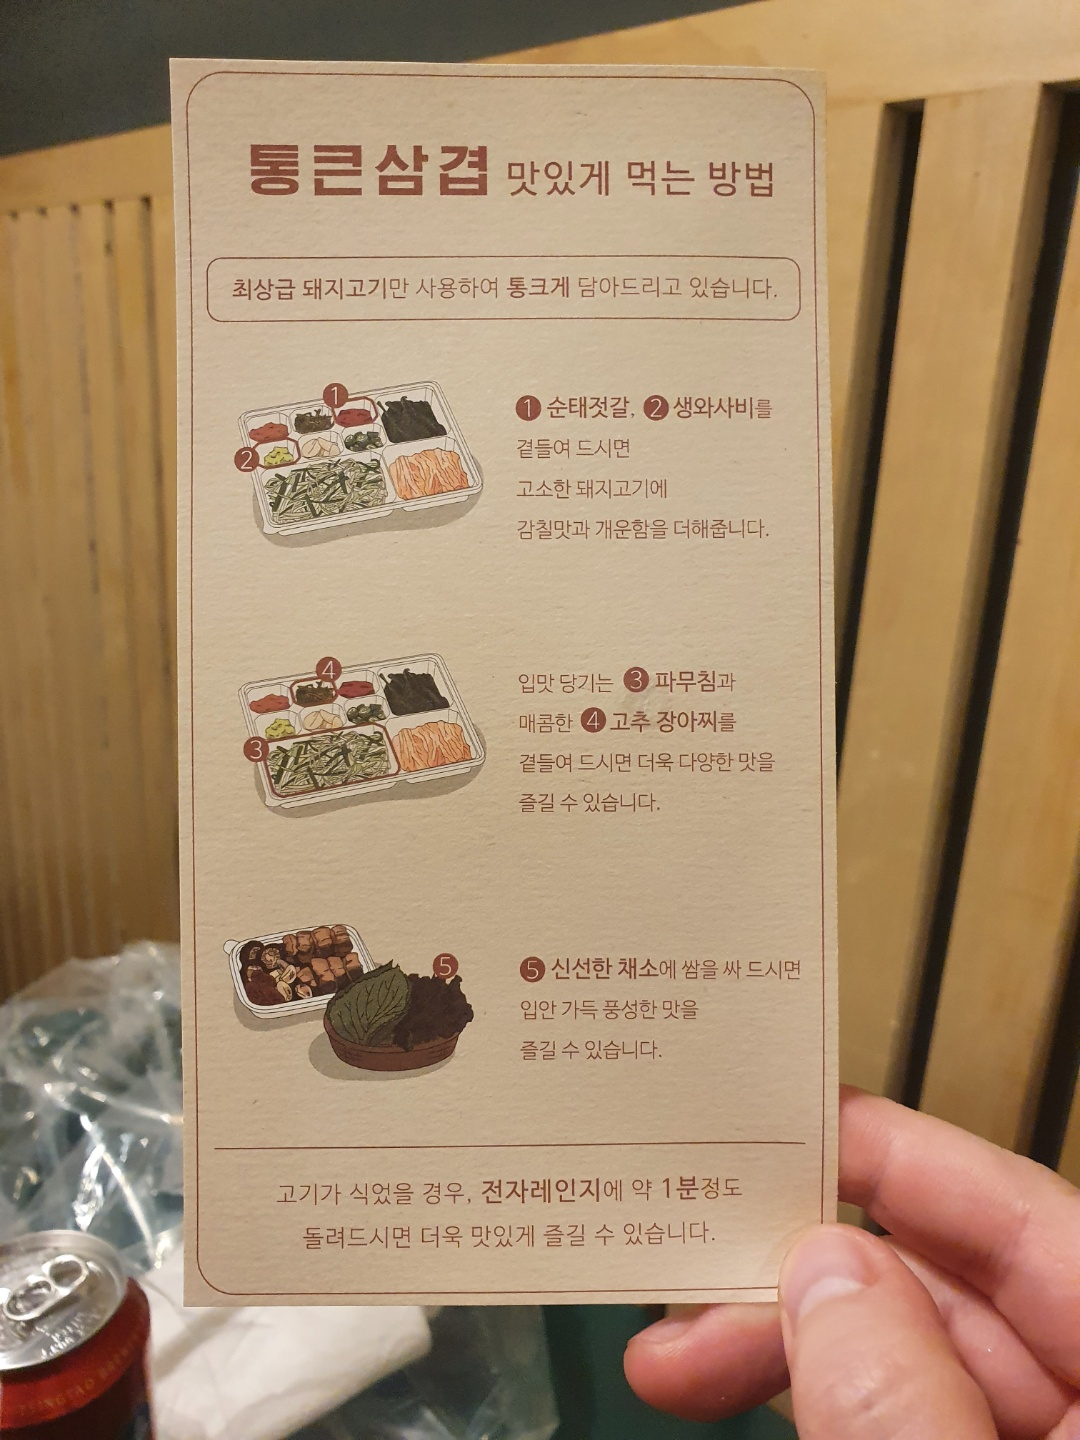 통큰삼겹 맛있게 먹는 방법
최상급 돼지고기만 사용하여 통크게 담아드리고 있습니다.
1
2
1 순태젓갈, 2 생와사비를
곁들여 드시면
고소한 돼지고기에
감칠맛과 개운함을 더해줍니다.
4
3
입맛 당기는 3 파무침과
매콤한 4 고추 장아찌를
곁들여 드시면 더욱 다양한 맛을
즐길 수 있습니다.
5
5 신선한 채소에 쌈을 싸 드시면
입안 가득 풍성한 맛을
즐길 수 있습니다.
고기가 식었을 경우, 전자레인지에 약 1분정도
돌려드시면 더욱 맛있게 즐길 수 있습니다.
TSINGTAO